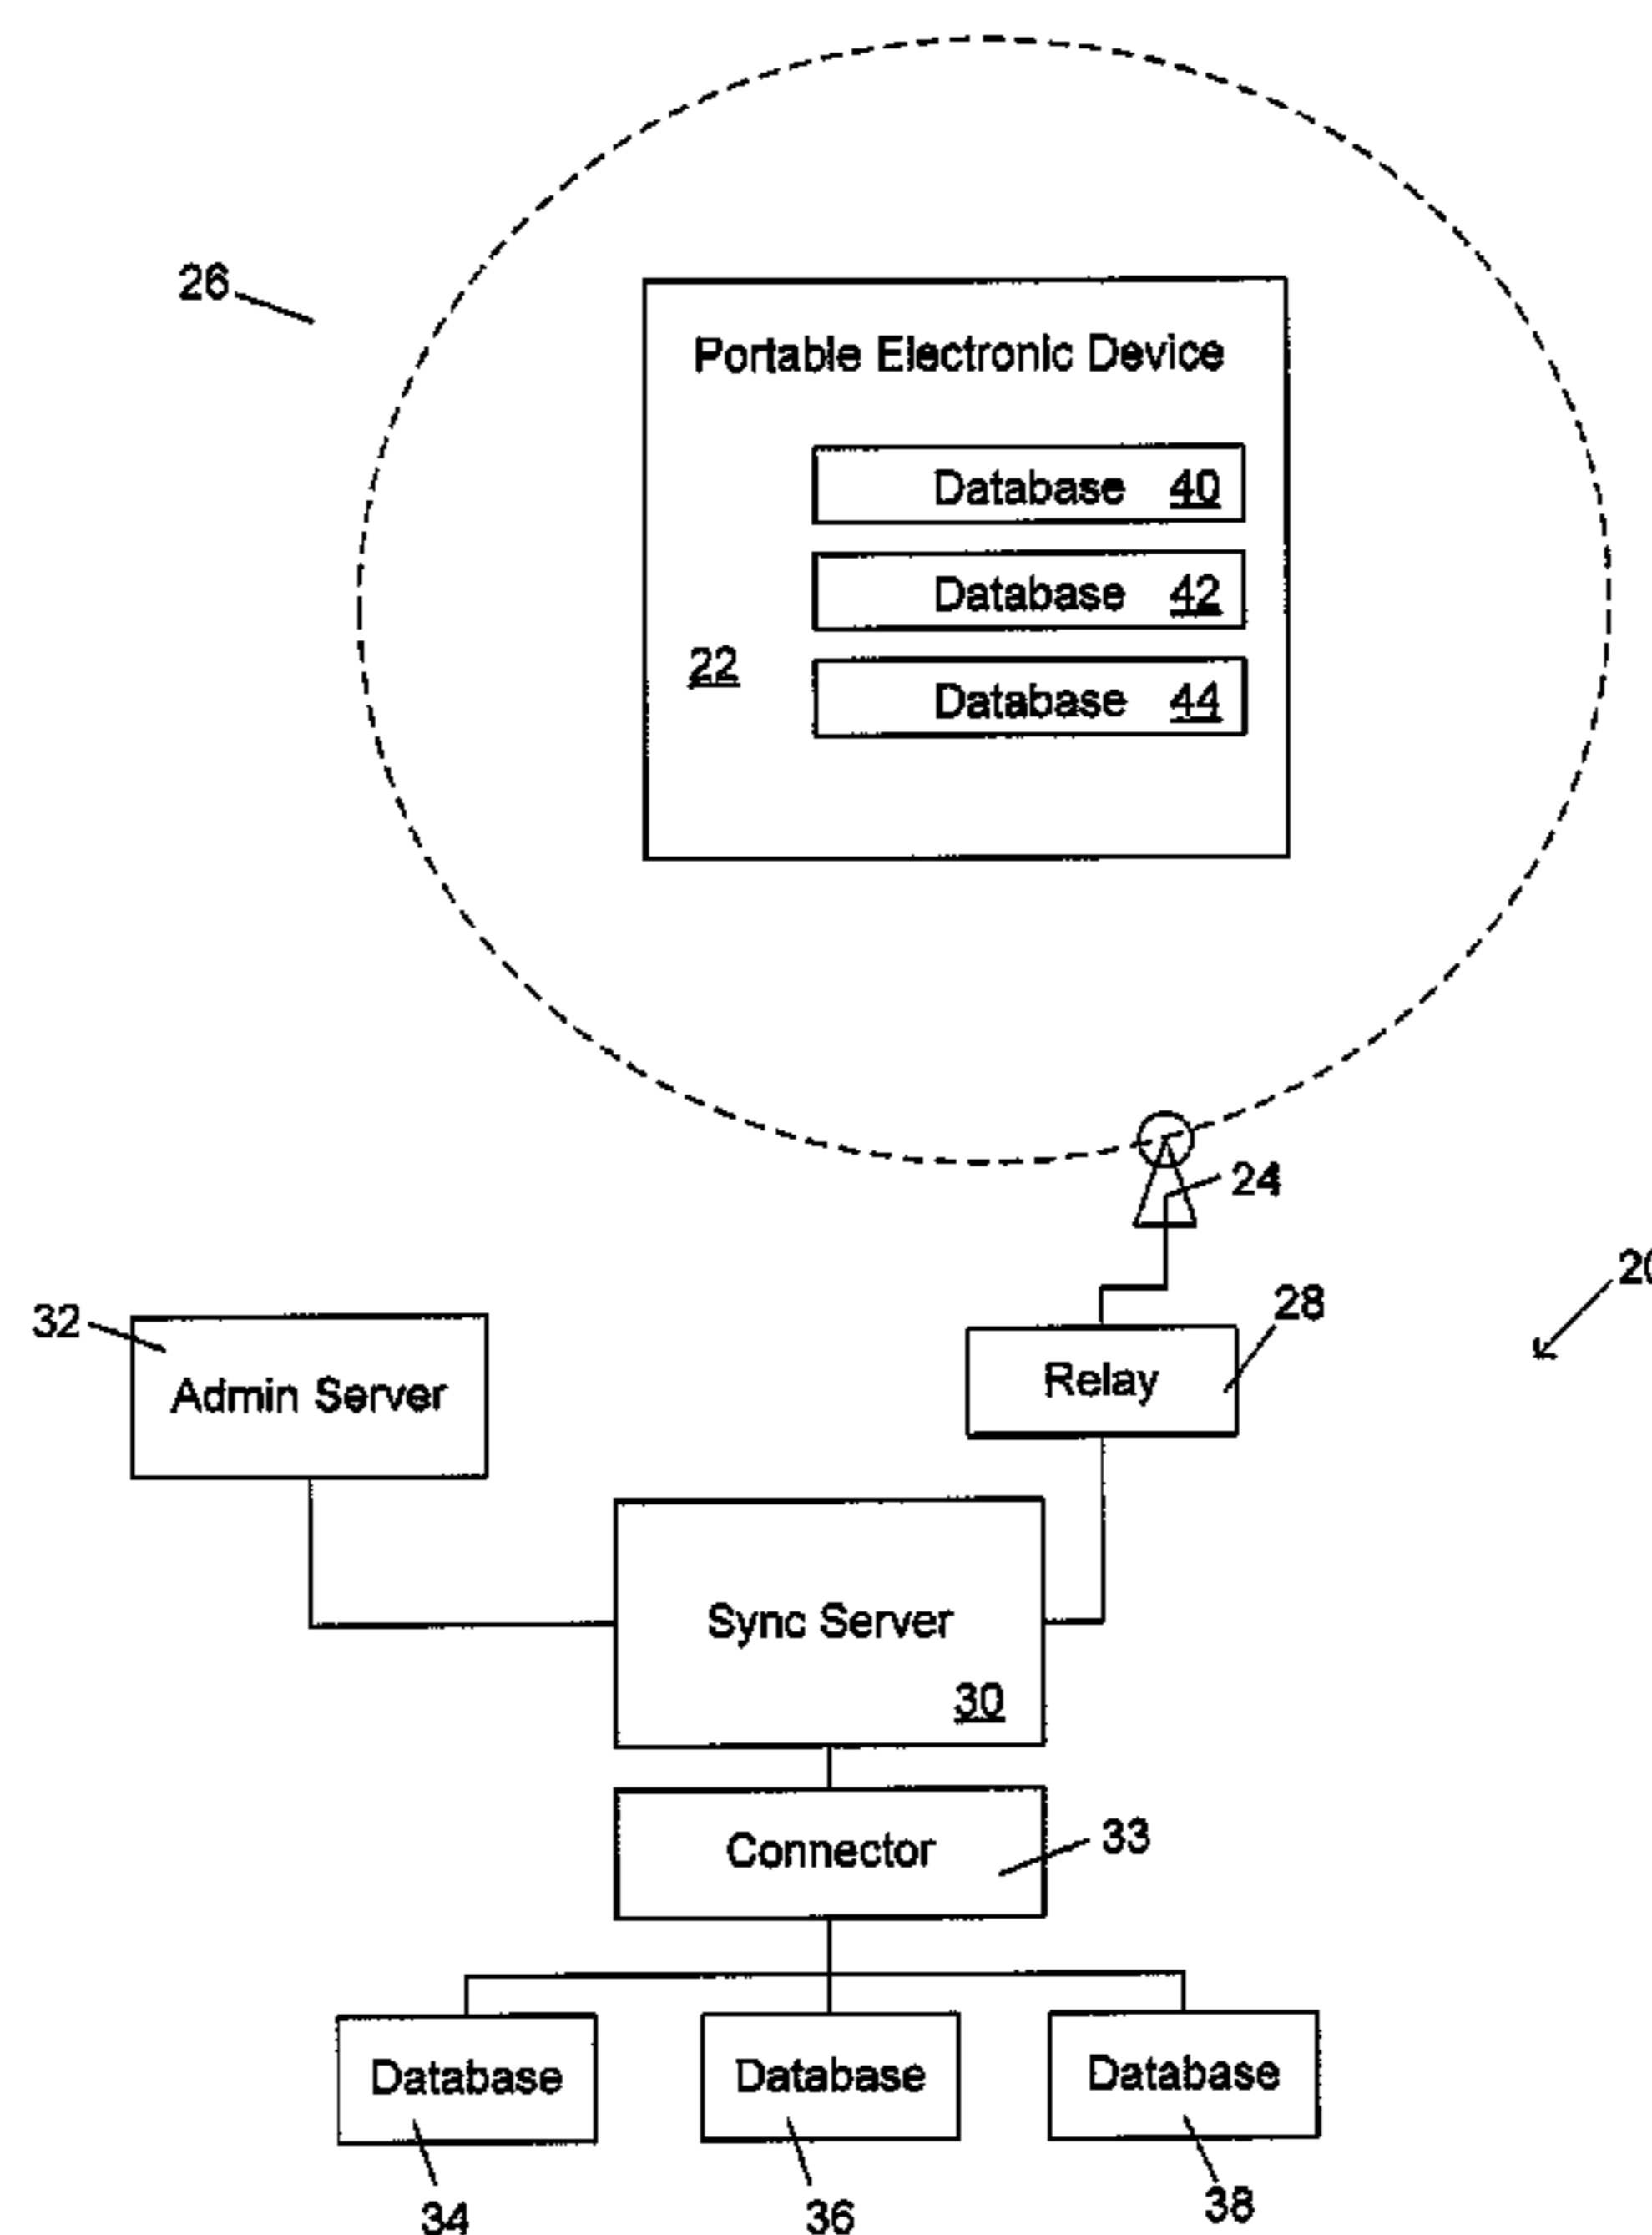 26
Portable Electronic Device
Database 40
Database 42
22
Database 44
24
20
32
28
Admin Server
Relay
Sync Server
30
Connector
33
Database
Database
Database
34
36
38